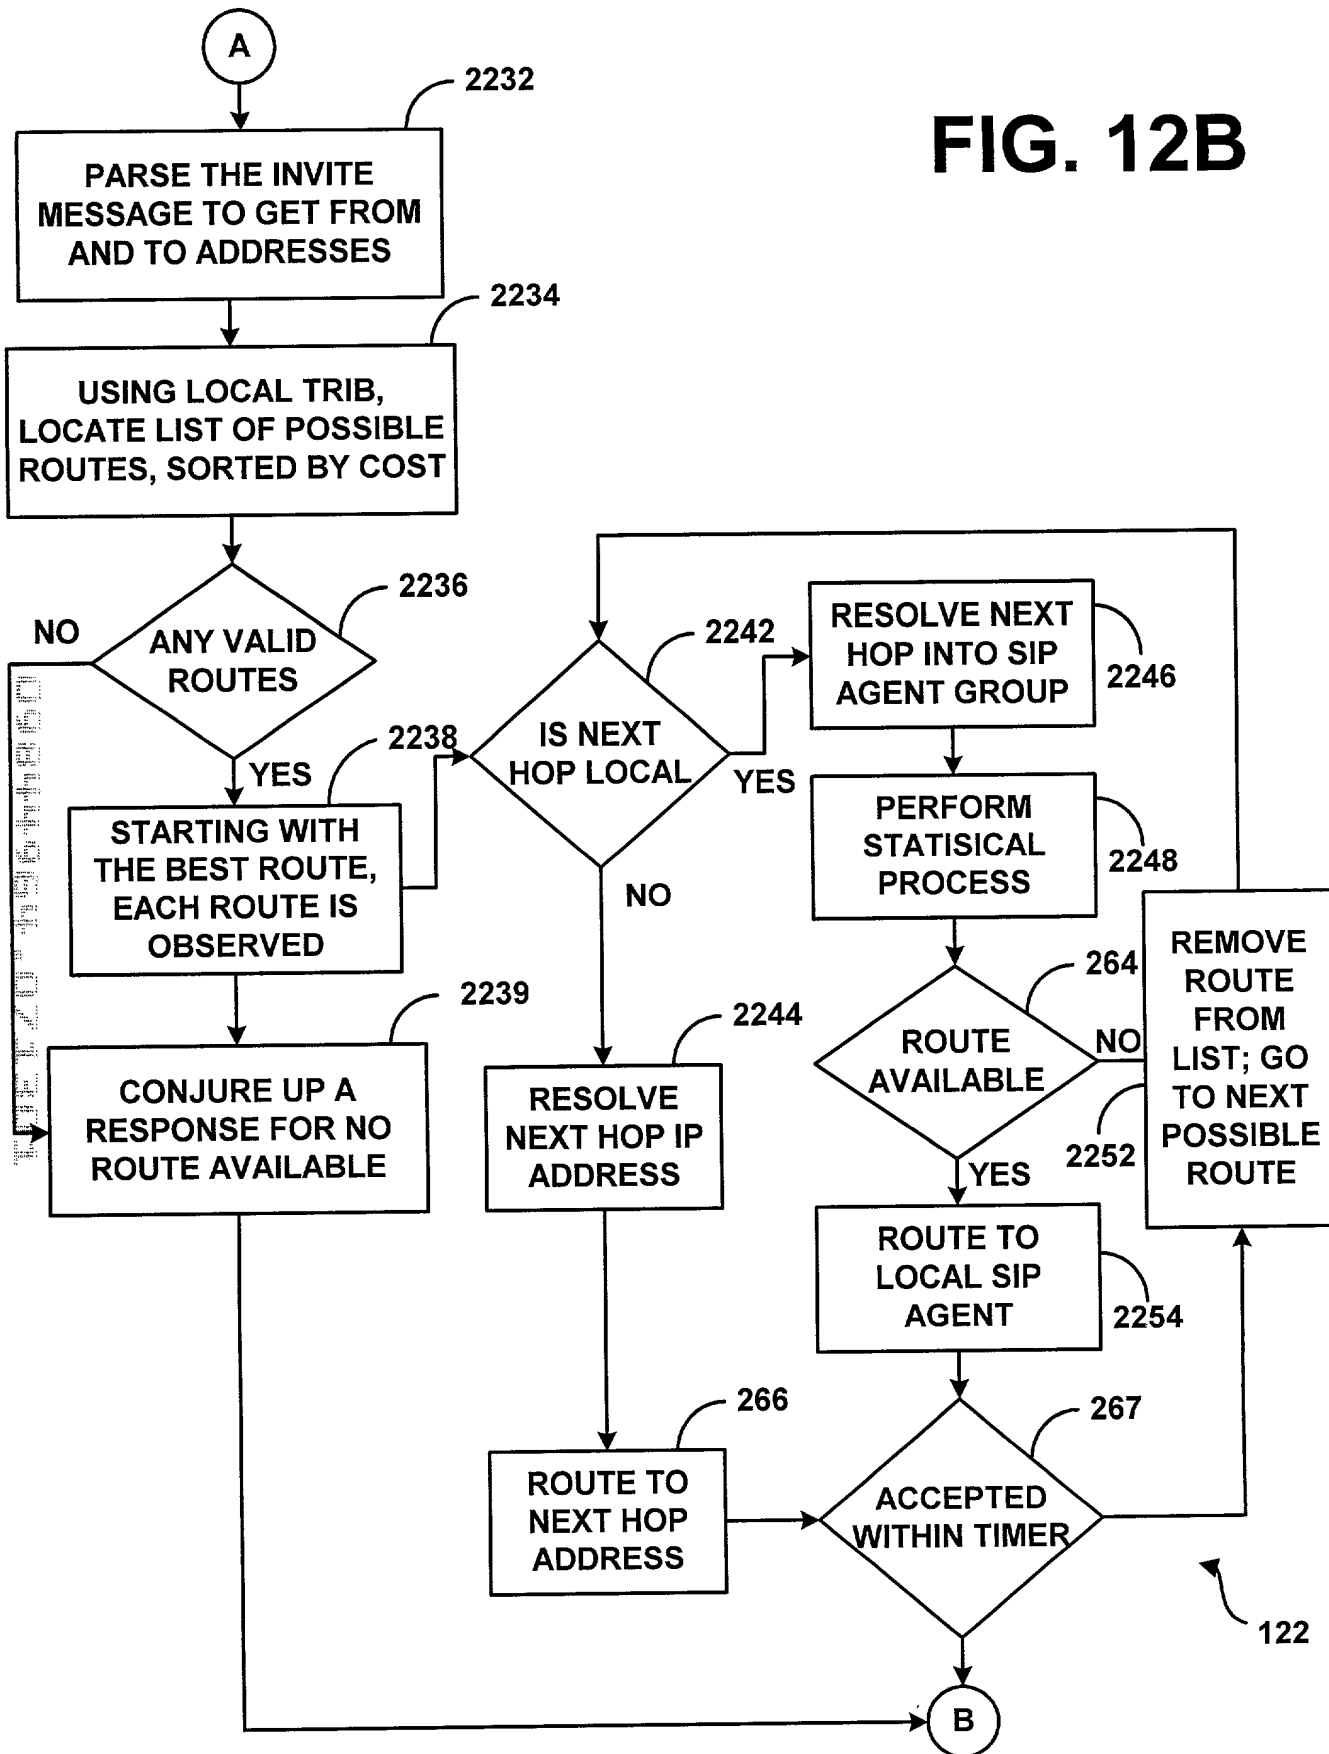 A
2232
FIG. 12B
PARSE THE INVITE
MESSAGE TO GET FROM
AND TO ADDRESSES
2234
USING LOCAL TRIB,
LOCATE LIST OF POSSIBLE
ROUTES, SORTED BY COST
2236
NO
ANY VALID
ROUTES
YES
2238
STARTING WITH
THE BEST ROUTE,
EACH ROUTE IS
OBSERVED
2239
CONJURE UP A
RESPONSE FOR NO
ROUTE AVAILABLE
2242
IS NEXT
HOP LOCAL
YES
NO
2244
RESOLVE
NEXT HOP IP
ADDRESS
266
ROUTE TO
NEXT HOP
ADDRESS
RESOLVE NEXT
HOP INTO SIP
AGENT GROUP
2246
PERFORM
STATISICAL
PROCESS
2248
264
ROUTE
AVAILABLE
NO
YES
2252
REMOVE
ROUTE
FROM
LIST; GO
TO NEXT
POSSIBLE
ROUTE
ROUTE TO
LOCAL SIP
AGENT
2254
267
ACCEPTED
WITHIN TIMER
122
B